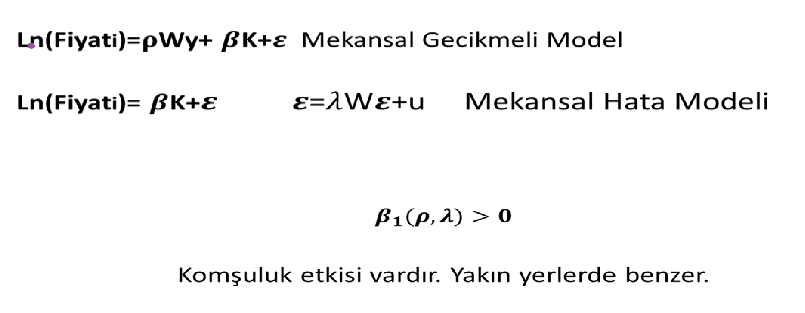 Ln(Fiyati)=ρWy+ βK+ε Mekansal Gecikmeli Model
Ln(Fiyati)= βK+ε ε=λWε+u Mekansal Hata Modeli
β₁(ρ, λ) > 0
Komşuluk etkisi vardır. Yakın yerlerde benzer.